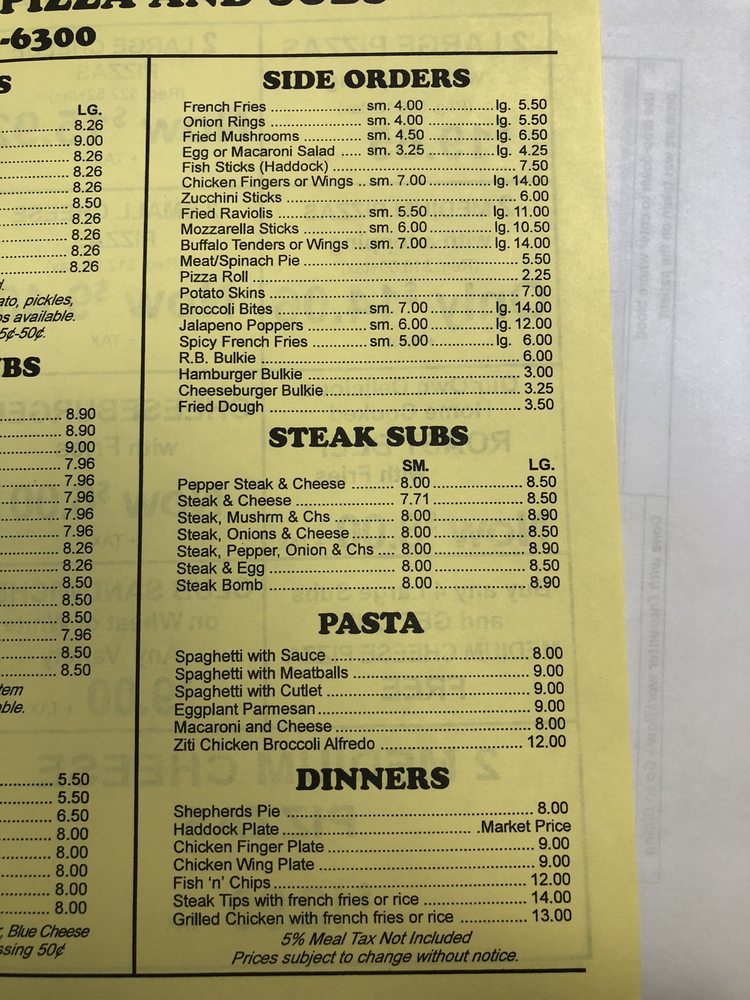 PIZZA AND SUBS
-6300
S
LG.
8.26
9.00
8.26
8.26
8.26
8.50
8.26
8.26
8.26
8.26
d.
ato, pickles,
os available.
5¢-50¢.
UBS
8.90
8.90
9.00
7.96
7.96
7.96
7.96
7.96
8.26
8.26
8.50
8.50
8.50
7.96
8.50
8.50
tem
ble.
5.50
5.50
6.50
8.00
8.00
8.00
8.00
8.00
, Blue Cheese
ssing 50¢
SIDE ORDERS
French Fries sm. 4.00 lg. 5.50
Onion Rings sm. 4.00 lg. 5.50
Fried Mushrooms sm. 4.50 lg. 6.50
Egg or Macaroni Salad sm. 3.25 lg. 4.25
Fish Sticks (Haddock) 7.50
Chicken Fingers or Wings sm. 7.00 lg. 14.00
Zucchini Sticks 6.00
Fried Raviolis sm. 5.50 lg. 11.00
Mozzarella Sticks sm. 6.00 lg. 10.50
Buffalo Tenders or Wings sm. 7.00 lg. 14.00
Meat/Spinach Pie 5.50
Pizza Roll 2.25
Potato Skins 7.00
Broccoli Bites sm. 7.00 lg. 14.00
Jalapeno Poppers sm. 6.00 lg. 12.00
Spicy French Fries sm. 5.00 lg. 6.00
R.B. Bulkie 6.00
Hamburger Bulkie 3.00
Cheeseburger Bulkie 3.25
Fried Dough 3.50
STEAK SUBS
SM. LG.
Pepper Steak & Cheese 8.00 8.50
Steak & Cheese 7.71 8.50
Steak, Mushrm & Chs 8.00 8.90
Steak, Onions & Cheese 8.00 8.50
Steak, Pepper, Onion & Chs 8.00 8.90
Steak & Egg 8.00 8.50
Steak Bomb 8.00 8.90
PASTA
Spaghetti with Sauce 8.00
Spaghetti with Meatballs 9.00
Spaghetti with Cutlet 9.00
Eggplant Parmesan 9.00
Macaroni and Cheese 8.00
Ziti Chicken Broccoli Alfredo 12.00
DINNERS
Shepherds Pie 8.00
Haddock Plate Market Price
Chicken Finger Plate 9.00
Chicken Wing Plate 9.00
Fish 'n' Chips 12.00
Steak Tips with french fries or rice 14.00
Grilled Chicken with french fries or rice 13.00
5% Meal Tax Not Included
Prices subject to change without notice.